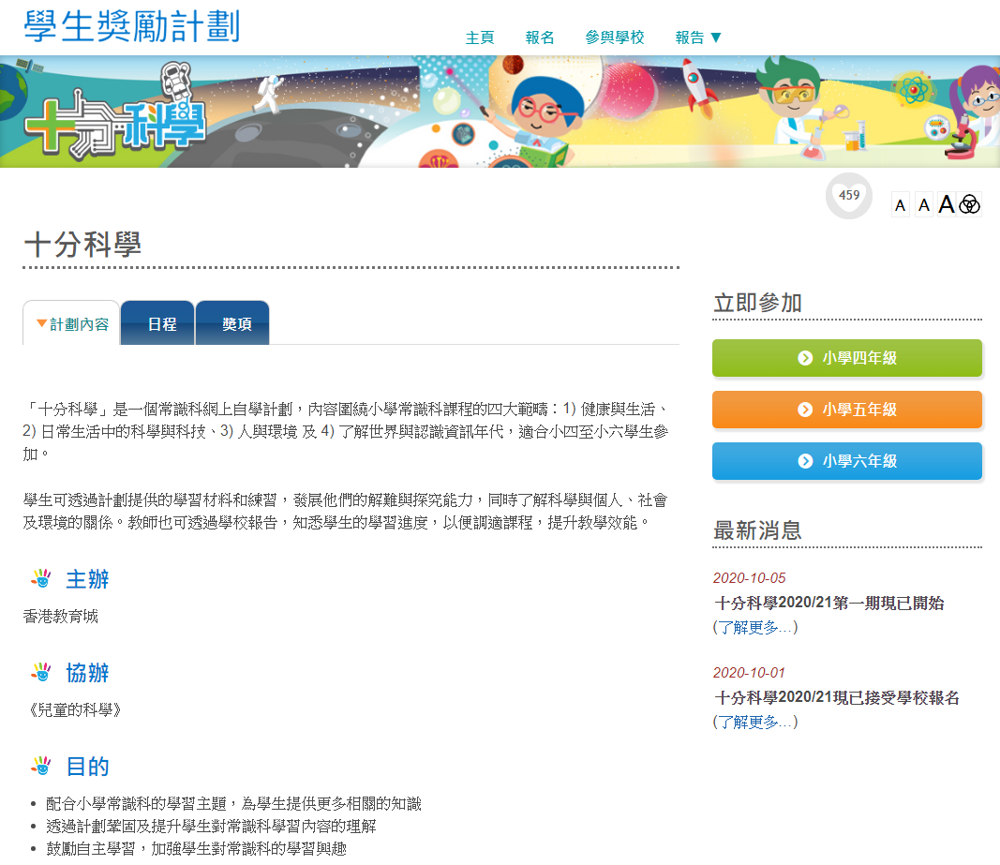 學生獎勵計劃
主頁 報名 參與學校 報告 ▼
十分科學
459
A A A
十分科學
計劃內容 日程 獎項
「十分科學」是一個常識科網上自學計劃，內容圍繞小學常識科課程的四大範疇：1) 健康與生活、
2) 日常生活中的科學與科技、3) 人與環境 及 4) 了解世界與認識資訊年代，適合小四至小六學生參
加。
學生可透過計劃提供的學習材料和練習，發展他們的解難與探究能力，同時了解科學與個人、社會
及環境的關係。教師也可透過學校報告，知悉學生的學習進度，以便調適課程，提升教學效能。
主辦
香港教育城
協辦
《兒童的科學》
目的
• 配合小學常識科的學習主題，為學生提供更多相關的知識
• 透過計劃鞏固及提升學生對常識科學習內容的理解
• 鼓勵自主學習，加強學生對常識科的學習興趣
立即參加
小學四年級
小學五年級
小學六年級
最新消息
2020-10-05
十分科學2020/21第一期現已開始
(了解更多...)
2020-10-01
十分科學2020/21現已接受學校報名
(了解更多...)